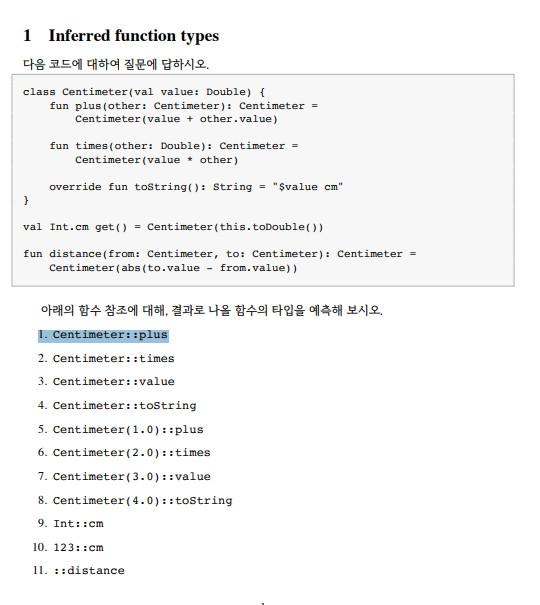 1 Inferred function types
다음 코드에 대하여 질문에 답하시오.
class Centimeter(val value: Double) {
    fun plus(other: Centimeter): Centimeter =
        Centimeter(value + other.value)

    fun times(other: Double): Centimeter =
        Centimeter(value * other)

    override fun toString(): String = "$value cm"
}

val Int.cm get() = Centimeter(this.toDouble())

fun distance(from: Centimeter, to: Centimeter): Centimeter =
    Centimeter(abs(to.value - from.value))

아래의 함수 참조에 대해, 결과로 나올 함수의 타입을 예측해 보시오.
1. Centimeter::plus
2. Centimeter::times
3. Centimeter::value
4. Centimeter::toString
5. Centimeter(1.0)::plus
6. Centimeter(2.0)::times
7. Centimeter(3.0)::value
8. Centimeter(4.0)::toString
9. Int::cm
10. 123::cm
11. ::distance